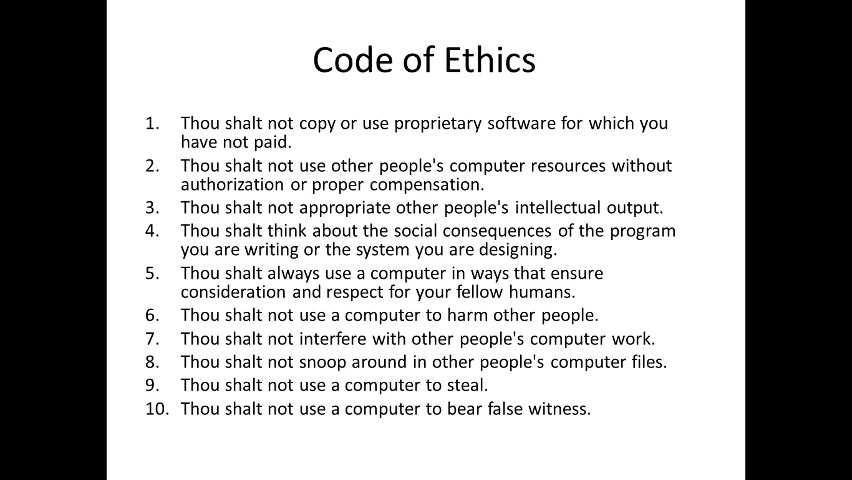 Code of Ethics
1. Thou shalt not copy or use proprietary software for which you
have not paid.
2. Thou shalt not use other people's computer resources without
authorization or proper compensation.
3. Thou shalt not appropriate other people's intellectual output.
4. Thou shalt think about the social consequences of the program
you are writing or the system you are designing.
5. Thou shalt always use a computer in ways that ensure
consideration and respect for your fellow humans.
6. Thou shalt not use a computer to harm other people.
7. Thou shalt not interfere with other people's computer work.
8. Thou shalt not snoop around in other people's computer files.
9. Thou shalt not use a computer to steal.
10. Thou shalt not use a computer to bear false witness.